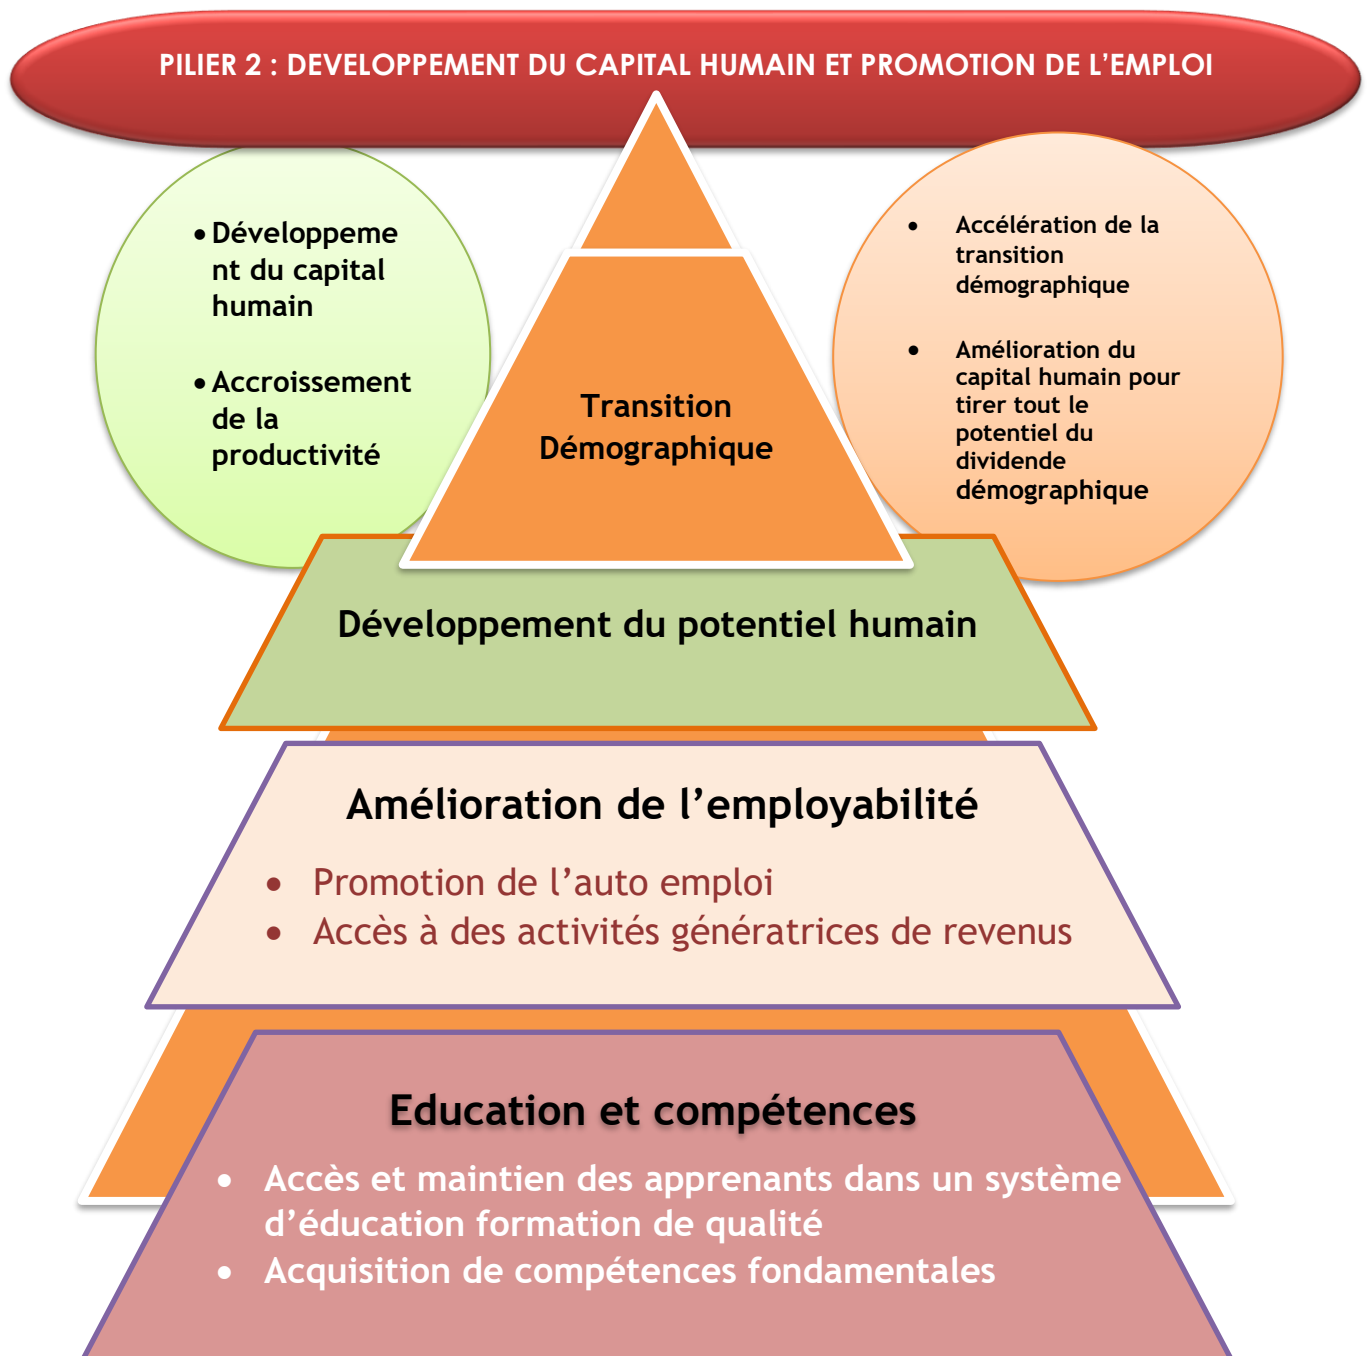 PILIER 2 : DEVELOPPEMENT DU CAPITAL HUMAIN ET PROMOTION DE L’EMPLOI
• Développeme
nt du capital
humain
• Accroissement
de la
productivité
Transition
Démographique
• Accélération de la
transition
démographique
• Amélioration du
capital humain pour
tirer tout le
potentiel du
dividende
démographique
Développement du potentiel humain
Amélioration de l’employabilité
• Promotion de l’auto emploi
• Accès à des activités génératrices de revenus
Education et compétences
• Accès et maintien des apprenants dans un système
d’éducation formation de qualité
• Acquisition de compétences fondamentales